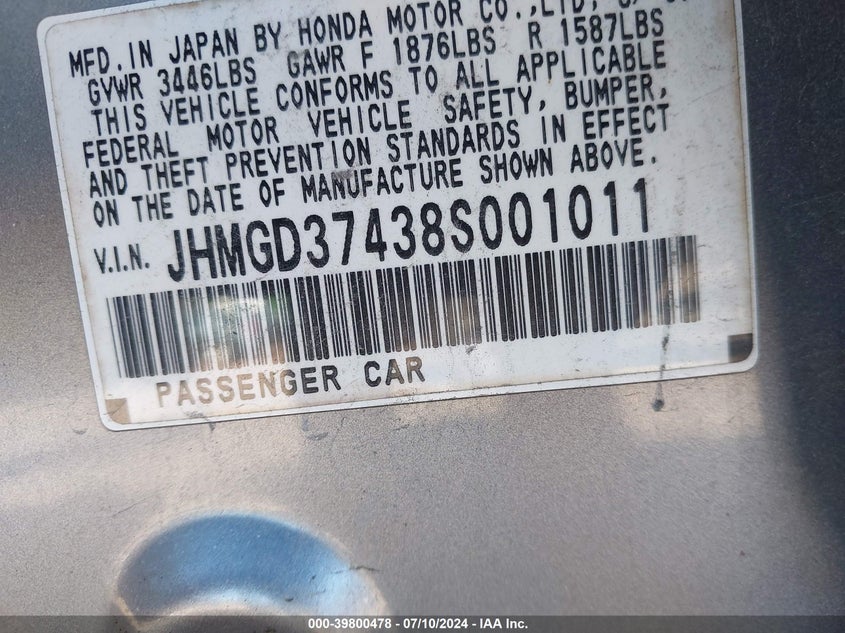 MFD. IN JAPAN BY HONDA MOTOR CO.,LTD.
GVWR 3446LBS GAWR F 1876LBS R 1587LBS
THIS VEHICLE CONFORMS TO ALL APPLICABLE
FEDERAL MOTOR VEHICLE SAFETY, BUMPER,
AND THEFT PREVENTION STANDARDS IN EFFECT
ON THE DATE OF MANUFACTURE SHOWN ABOVE.
V.I.N. JHMGD37438S001011
PASSENGER CAR
000-39800478 - 07/10/2024 - IAA Inc.